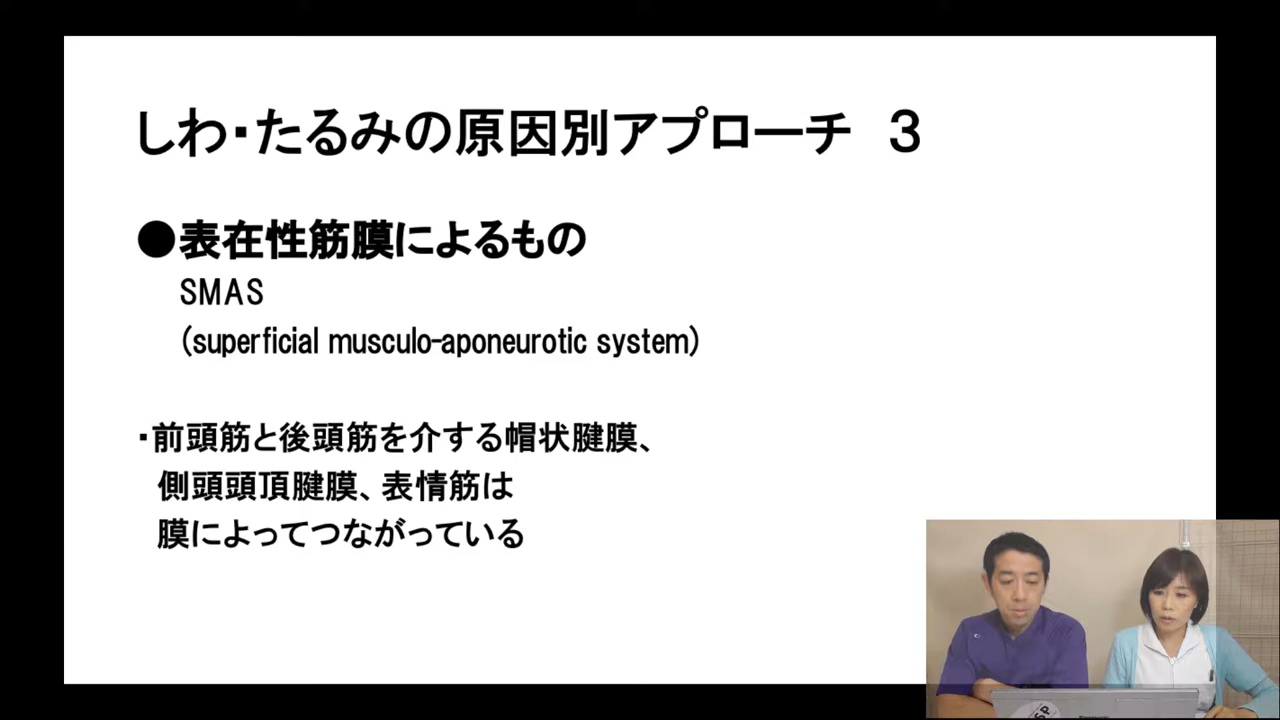 しわ・たるみの原因別アプローチ　３
●表在性筋膜によるもの
SMAS
(superficial musculo-aponeurotic system)
・前頭筋と後頭筋を介する帽状腱膜、
側頭頭頂腱膜、表情筋は
膜によってつながっている